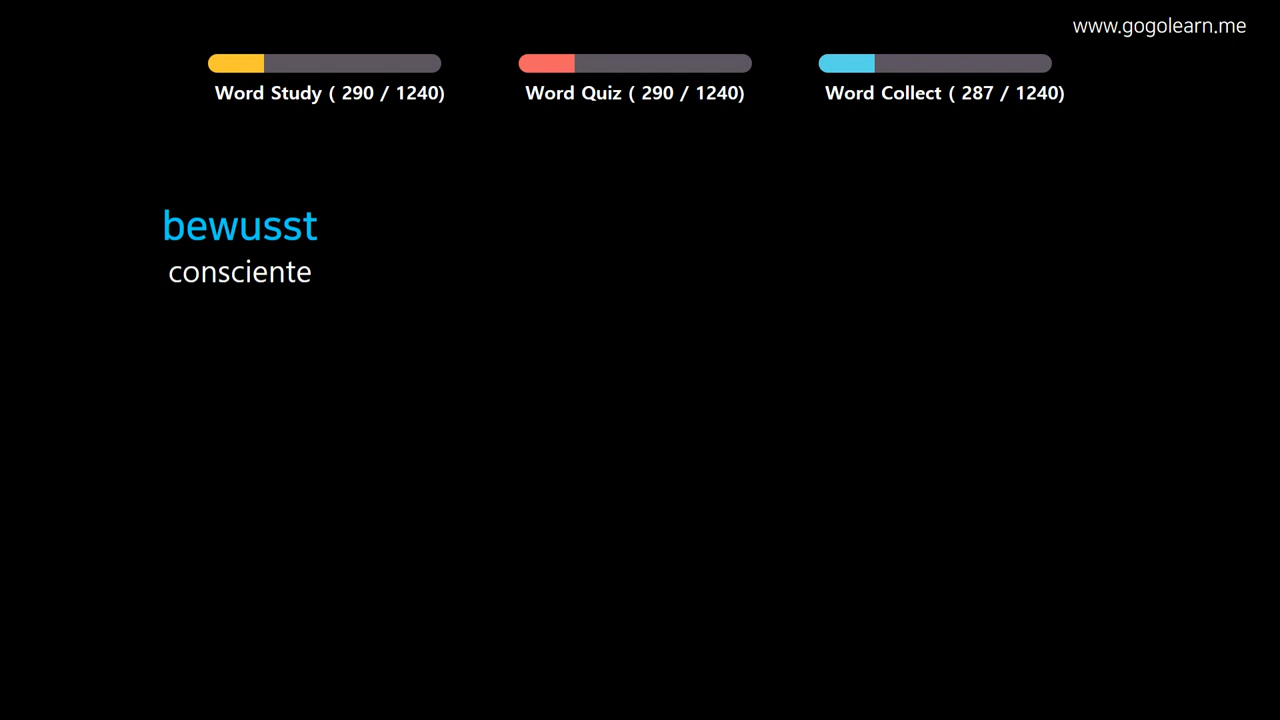 www.gogolearn.me
Word Study ( 290 / 1240)
Word Quiz ( 290 / 1240)
Word Collect ( 287 / 1240)
bewusst
consciente